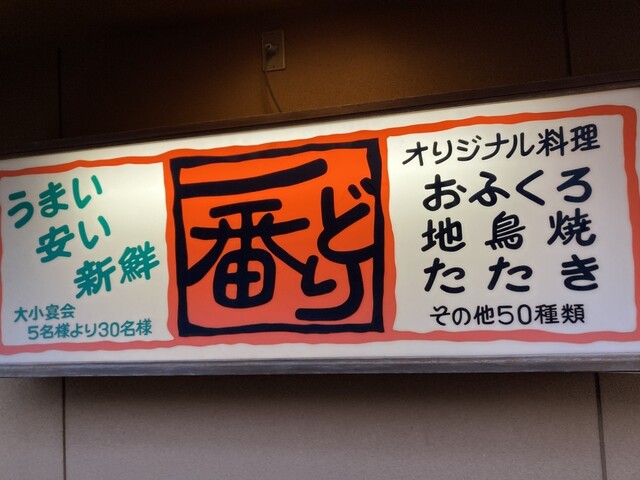 うまい
安い
新鮮
大小宴会
5名様より30名様
一番どり
オリジナル料理
おふくろ
地鳥焼
たたき
その他50種類